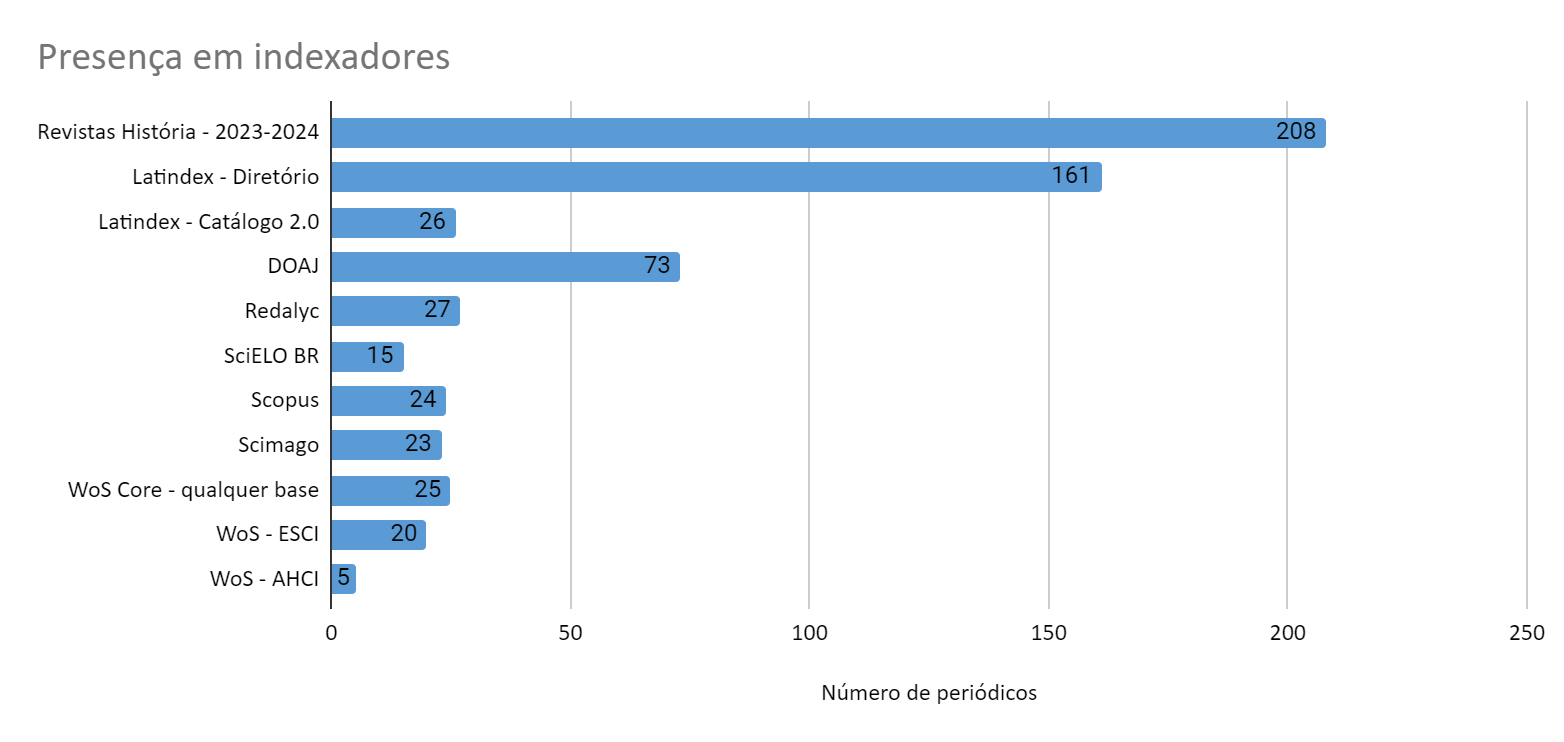 Presença em indexadores
Revistas História - 2023-2024 208
Latindex - Diretório 161
Latindex - Catálogo 2.0 26
DOAJ 73
Redalyc 27
SciELO BR 15
Scopus 24
Scimago 23
WoS Core - qualquer base 25
WoS - ESCI 20
WoS - AHCI 5
0 50 100 150 200 250
Número de periódicos